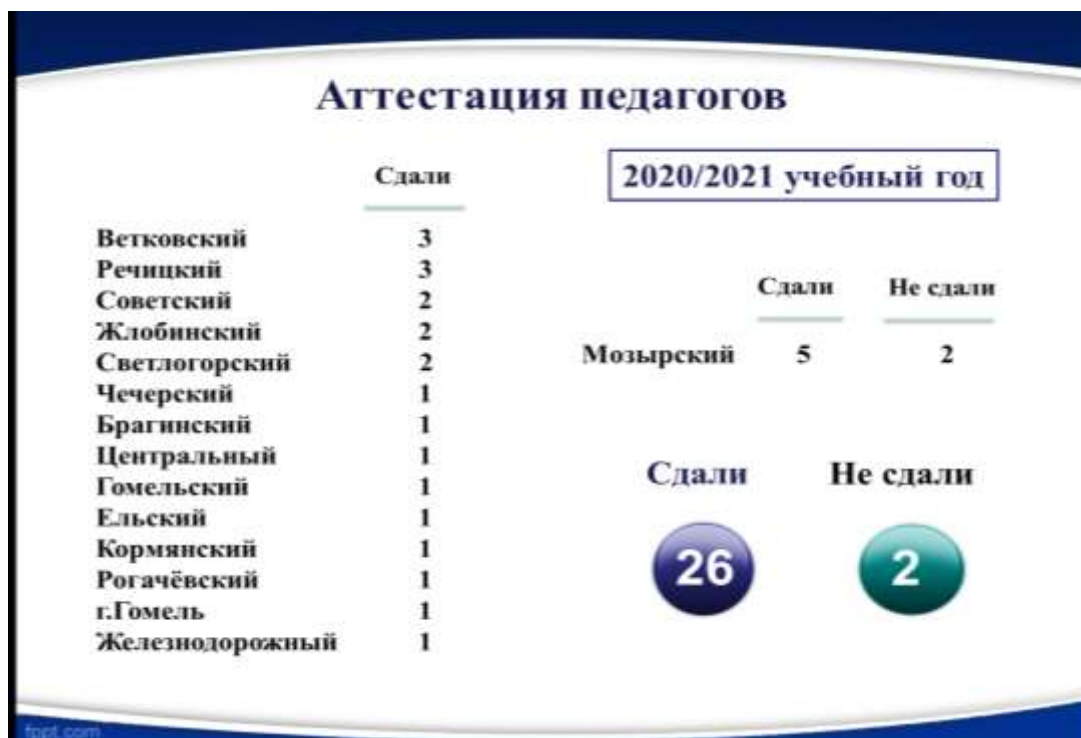 Аттестация педагогов
Сдали
Ветковский 3
Речицкий 3
Советский 2
Жлобинский 2
Светлогорский 2
Чечерский 1
Брагинский 1
Центральный 1
Гомельский 1
Ельский 1
Кормянский 1
Рогачёвский 1
г.Гомель 1
Железнодорожный 1
2020/2021 учебный год
Сдали Не сдали
Мозырский 5 2
Сдали Не сдали
26 2
fppt.com